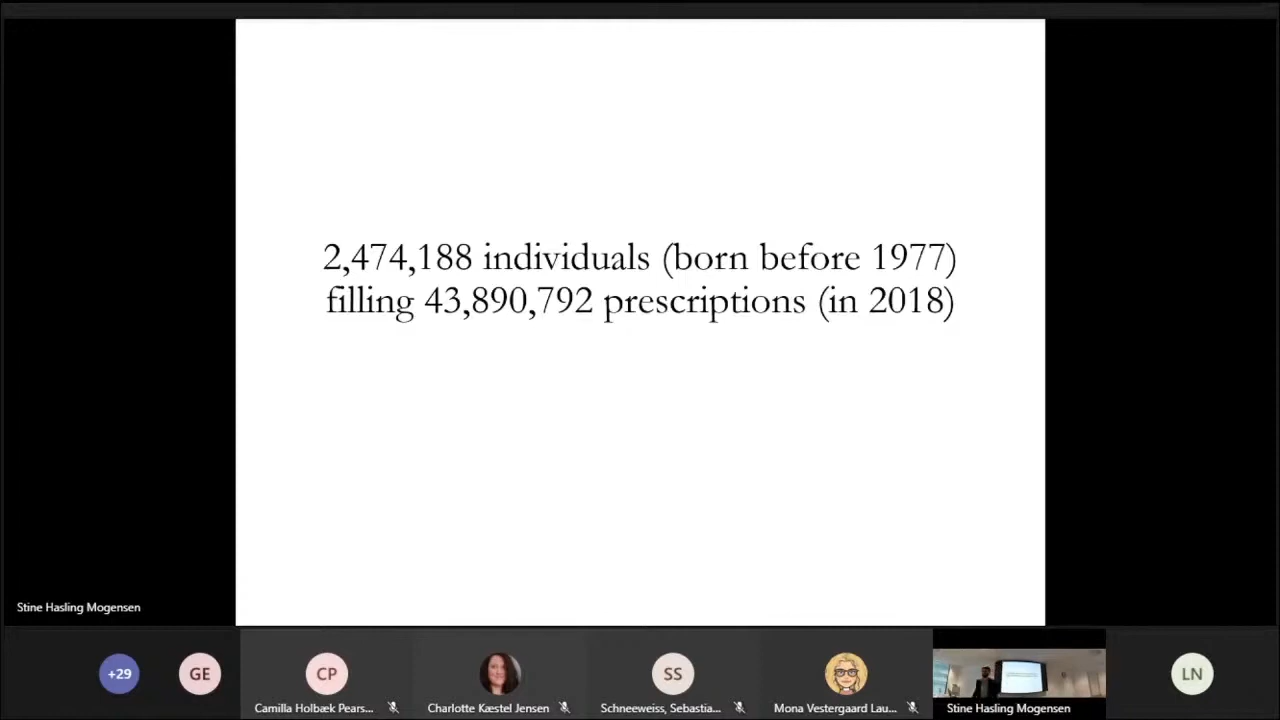 2,474,188 individuals (born before 1977)
filling 43,890,792 prescriptions (in 2018)
Stine Hasling Mogensen
+29
GE
CP
Camilla Holbæk Pears...
Charlotte Kæstel Jensen
SS
Schneeweiss, Sebastia...
Mona Vestergaard Lau...
Stine Hasling Mogensen
LN